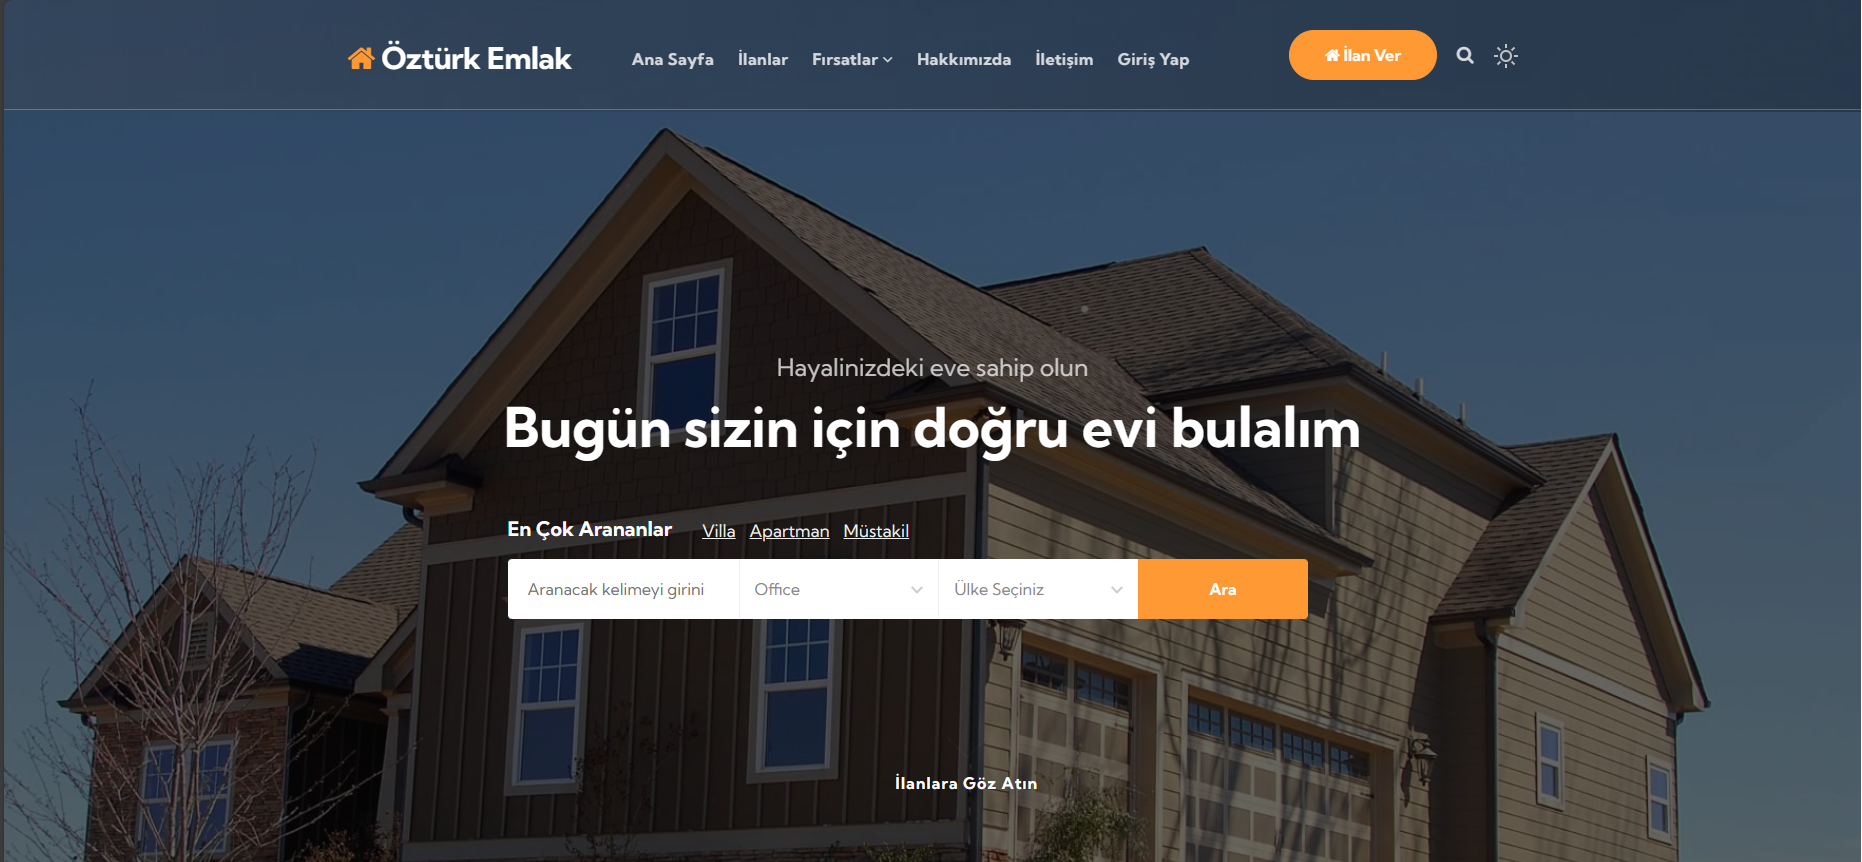 Öztürk Emlak
Ana Sayfa İlanlar Fırsatlar Hakkımızda İletişim Giriş Yap
İlan Ver
Hayalinizdeki eve sahip olun
Bugün sizin için doğru evi bulalım
En Çok Arananlar Villa Apartman Müstakil
Aranacak kelimeyi girini Office Ülke Seçiniz Ara
İlanlara Göz Atın